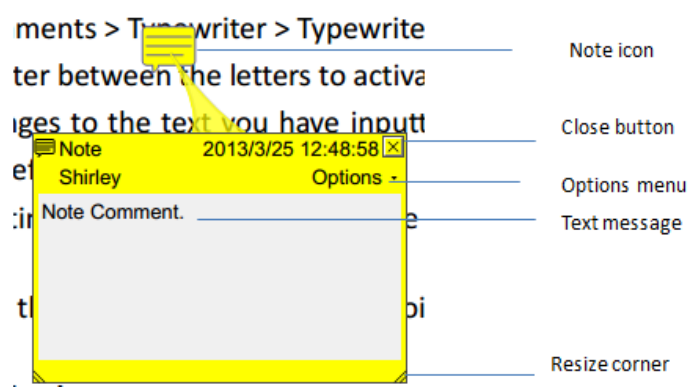 ments > Typewriter > Typewrite
Note icon
ter between the letters to activa
ges to the text you have inputt
Close button
Note 2013/3/25 12:48:58
Shirley Options
Options menu
Note Comment.
Text message
Resize corner